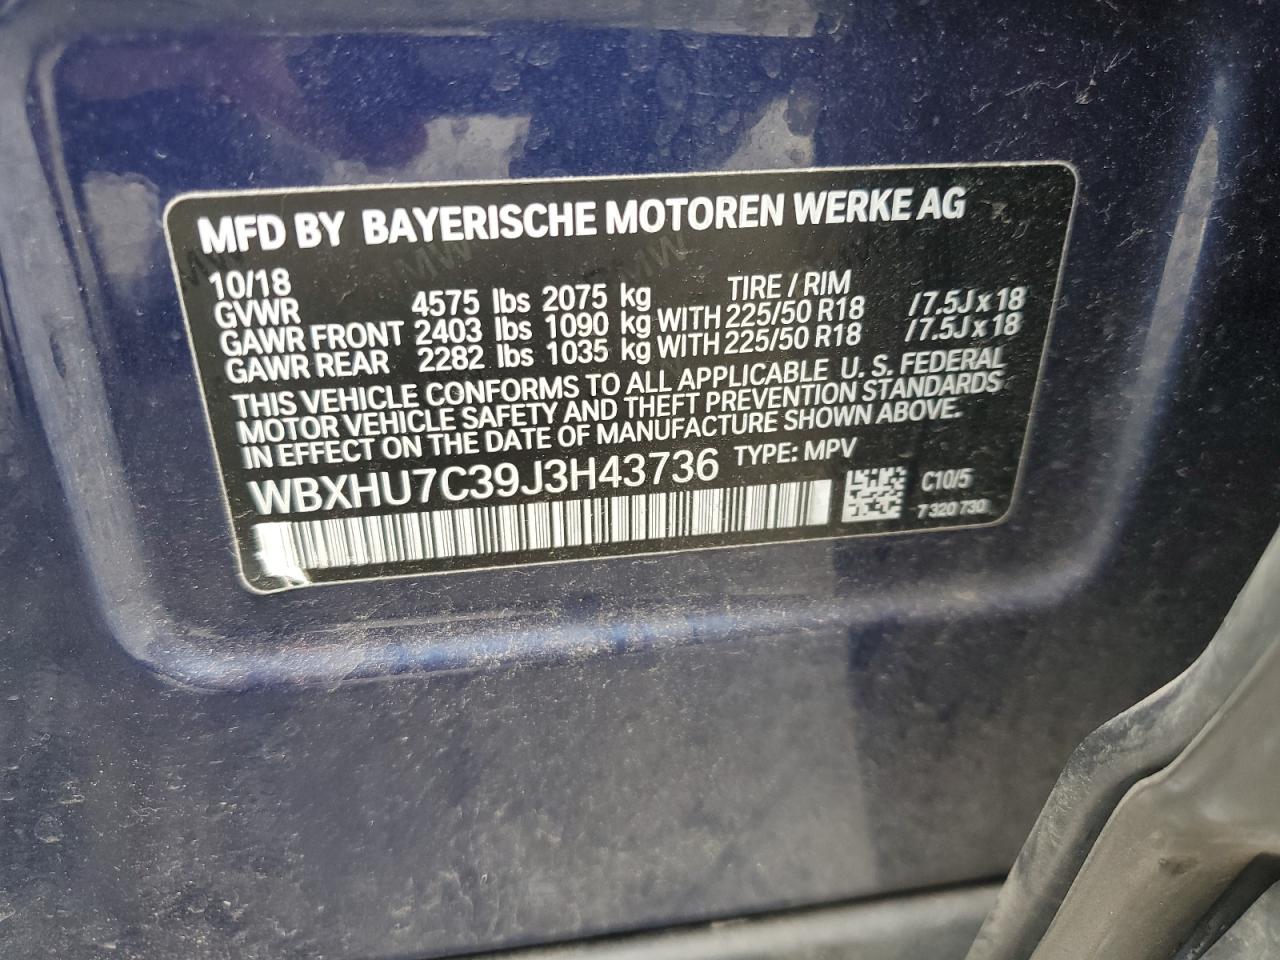 MFD BY BAYERISCHE MOTOREN WERKE AG
10/18 TIRE / RIM
GVWR 4575 lbs 2075 kg
GAWR FRONT 2403 lbs 1090 kg WITH 225/50 R18 /7.5J x 18
GAWR REAR 2282 lbs 1035 kg WITH 225/50 R18 /7.5J x 18
THIS VEHICLE CONFORMS TO ALL APPLICABLE U. S. FEDERAL
MOTOR VEHICLE SAFETY AND THEFT PREVENTION STANDARDS
IN EFFECT ON THE DATE OF MANUFACTURE SHOWN ABOVE.
WBXHU7C39J3H43736 TYPE: MPV
C10/5
7 320 730